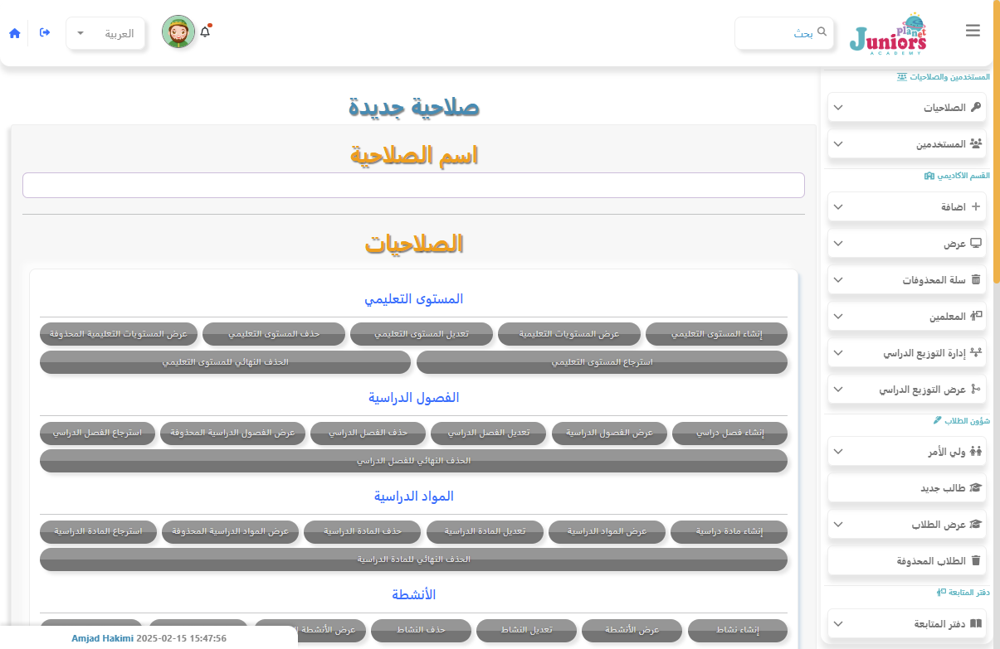 planet
Juniors
ACADEMY
بحث
العربية
المستخدمين والصلاحيات
الصلاحيات
المستخدمين
القسم الاكاديمي
اضافة
عرض
سلة المحذوفات
المعلمين
إدارة التوزيع الدراسي
عرض التوزيع الدراسي
شؤون الطلاب
ولي الأمر
طالب جديد
عرض الطلاب
الطلاب المحذوفة
دفتر المتابعة
دفتر المتابعة
صلاحية جديدة
اسم الصلاحية
الصلاحيات
المستوى التعليمي
إنشاء المستوى التعليمي عرض المستويات التعليمية تعديل المستوى التعليمي حذف المستوى التعليمي عرض المستويات التعليمية المحذوفة
استرجاع المستوى التعليمي الحذف النهائي للمستوى التعليمي
الفصول الدراسية
إنشاء فصل دراسي عرض الفصول الدراسية تعديل الفصل الدراسي حذف الفصل الدراسي عرض الفصول الدراسية المحذوفة استرجاع الفصل الدراسي
الحذف النهائي للفصل الدراسي
المواد الدراسية
إنشاء مادة دراسية عرض المواد الدراسية تعديل المادة الدراسية حذف المادة الدراسية عرض المواد الدراسية المحذوفة استرجاع المادة الدراسية
الحذف النهائي للمادة الدراسية
الأنشطة
إنشاء نشاط عرض الأنشطة تعديل النشاط حذف النشاط عرض الأنشطة
Amjad Hakimi 2025-02-15 15:47:56